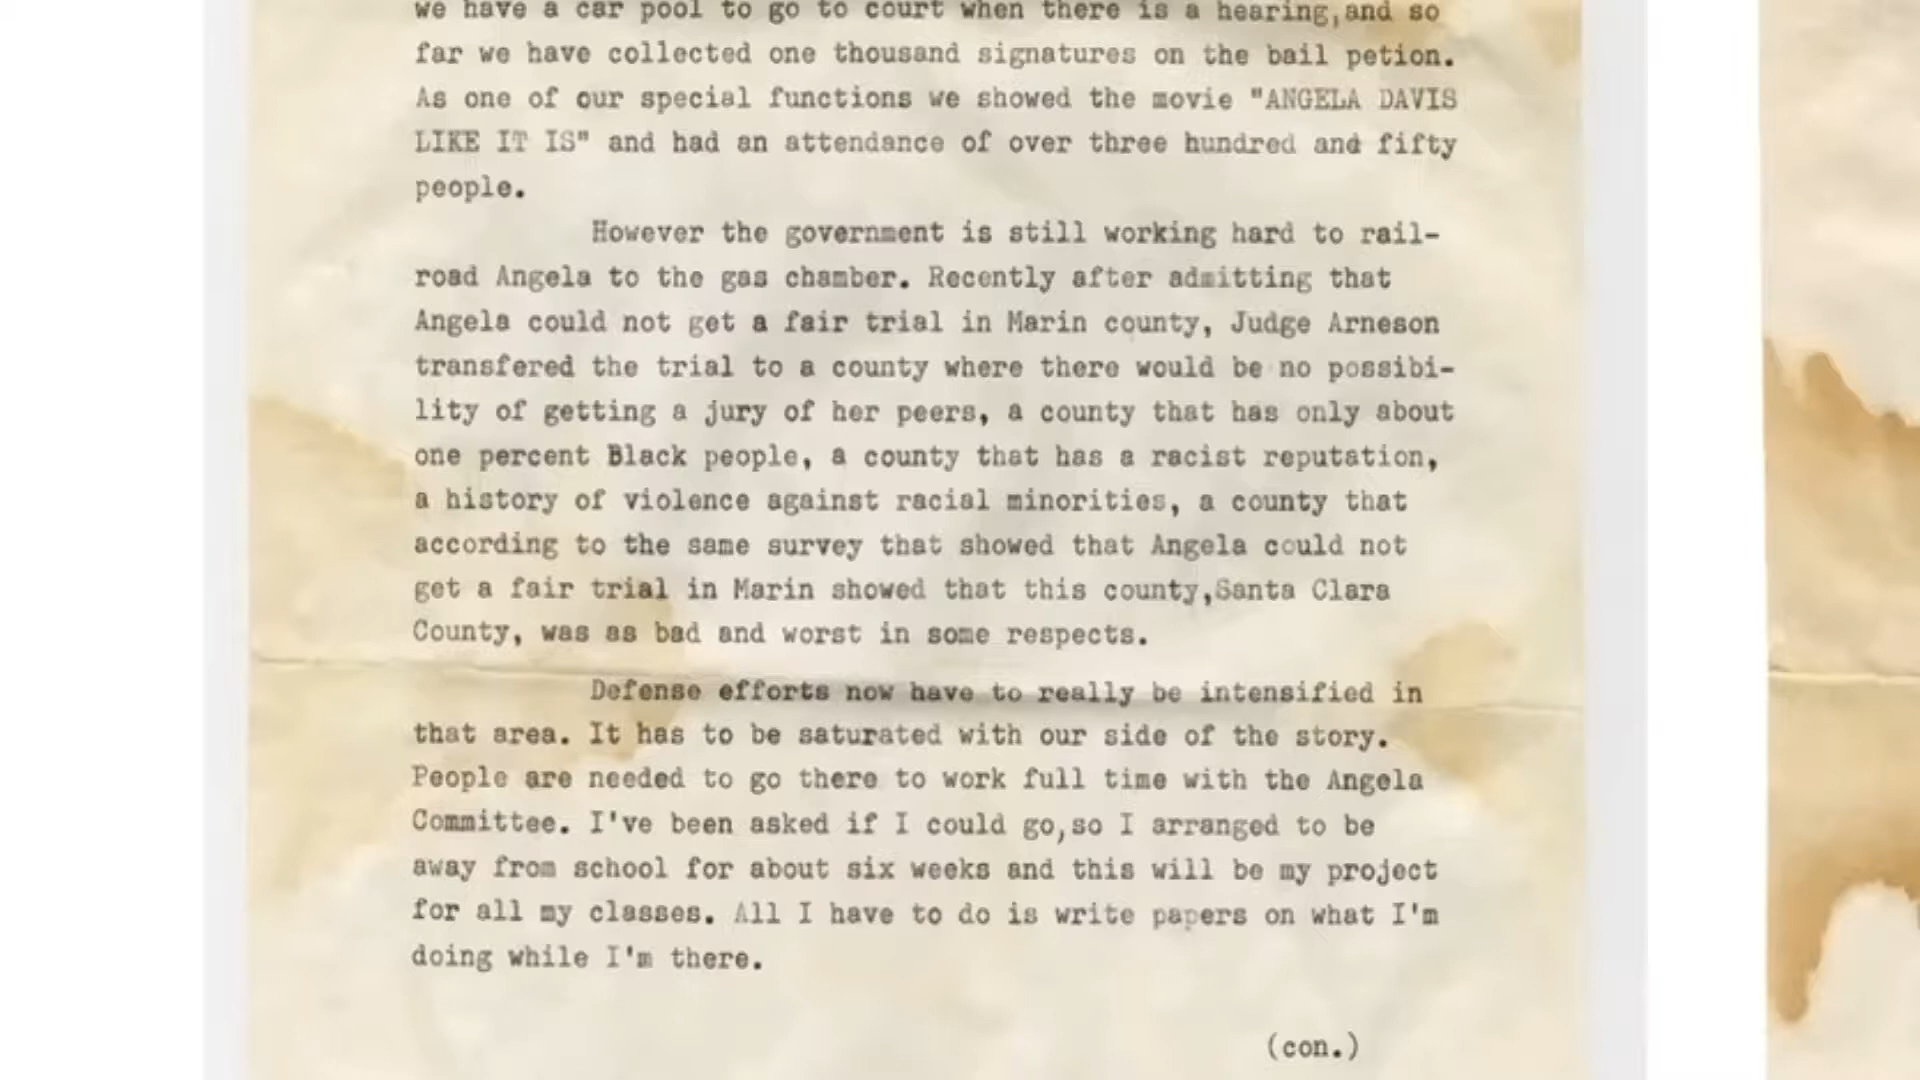 we have a car pool to go to court when there is a hearing,and so
far we have collected one thousand signatures on the bail petion.
As one of our special functions we showed the movie "ANGELA DAVIS
LIKE IT IS" and had an attendance of over three hundred and fifty
people.
However the government is still working hard to rail-
road Angela to the gas chamber. Recently after admitting that
Angela could not get a fair trial in Marin county, Judge Arneson
transfered the trial to a county where there would be no possibi-
lity of getting a jury of her peers, a county that has only about
one percent Black people, a county that has a racist reputation,
a history of violence against racial minorities, a county that
according to the same survey that showed that Angela could not
get a fair trial in Marin showed that this county,Santa Clara
County, was as bad and worst in some respects.
Defense efforts now have to really be intensified in
that area. It has to be saturated with our side of the story.
People are needed to go there to work full time with the Angela
Committee. I've been asked if I could go,so I arranged to be
away from school for about six weeks and this will be my project
for all my classes. All I have to do is write papers on what I'm
doing while I'm there.
(con.)